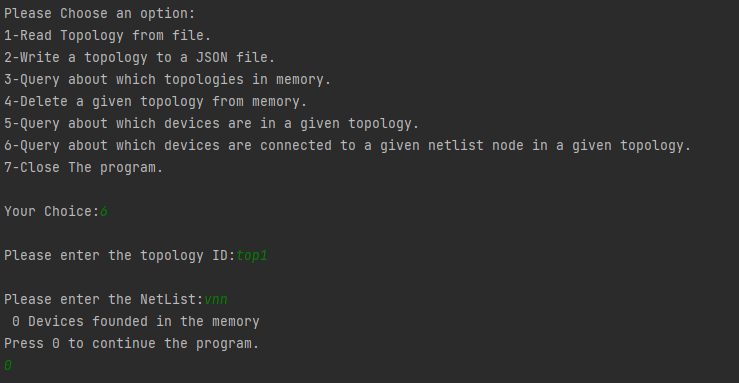 Please Choose an option:
1-Read Topology from file.
2-Write a topology to a JSON file.
3-Query about which topologies in memory.
4-Delete a given topology from memory.
5-Query about which devices are in a given topology.
6-Query about which devices are connected to a given netlist node in a given topology.
7-Close The program.
Your Choice:6
Please enter the topology ID:top1
Please enter the NetList:vnn
0 Devices founded in the memory
Press 0 to continue the program.
0